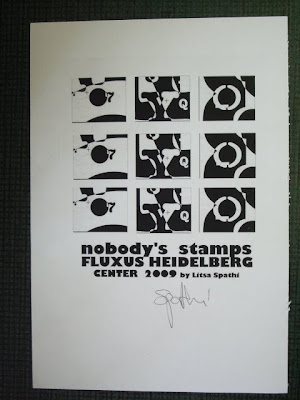 nobody's stamps
FLUXUS HEIDELBERG
CENTER 2009 by Litsa Spathi
Spathi